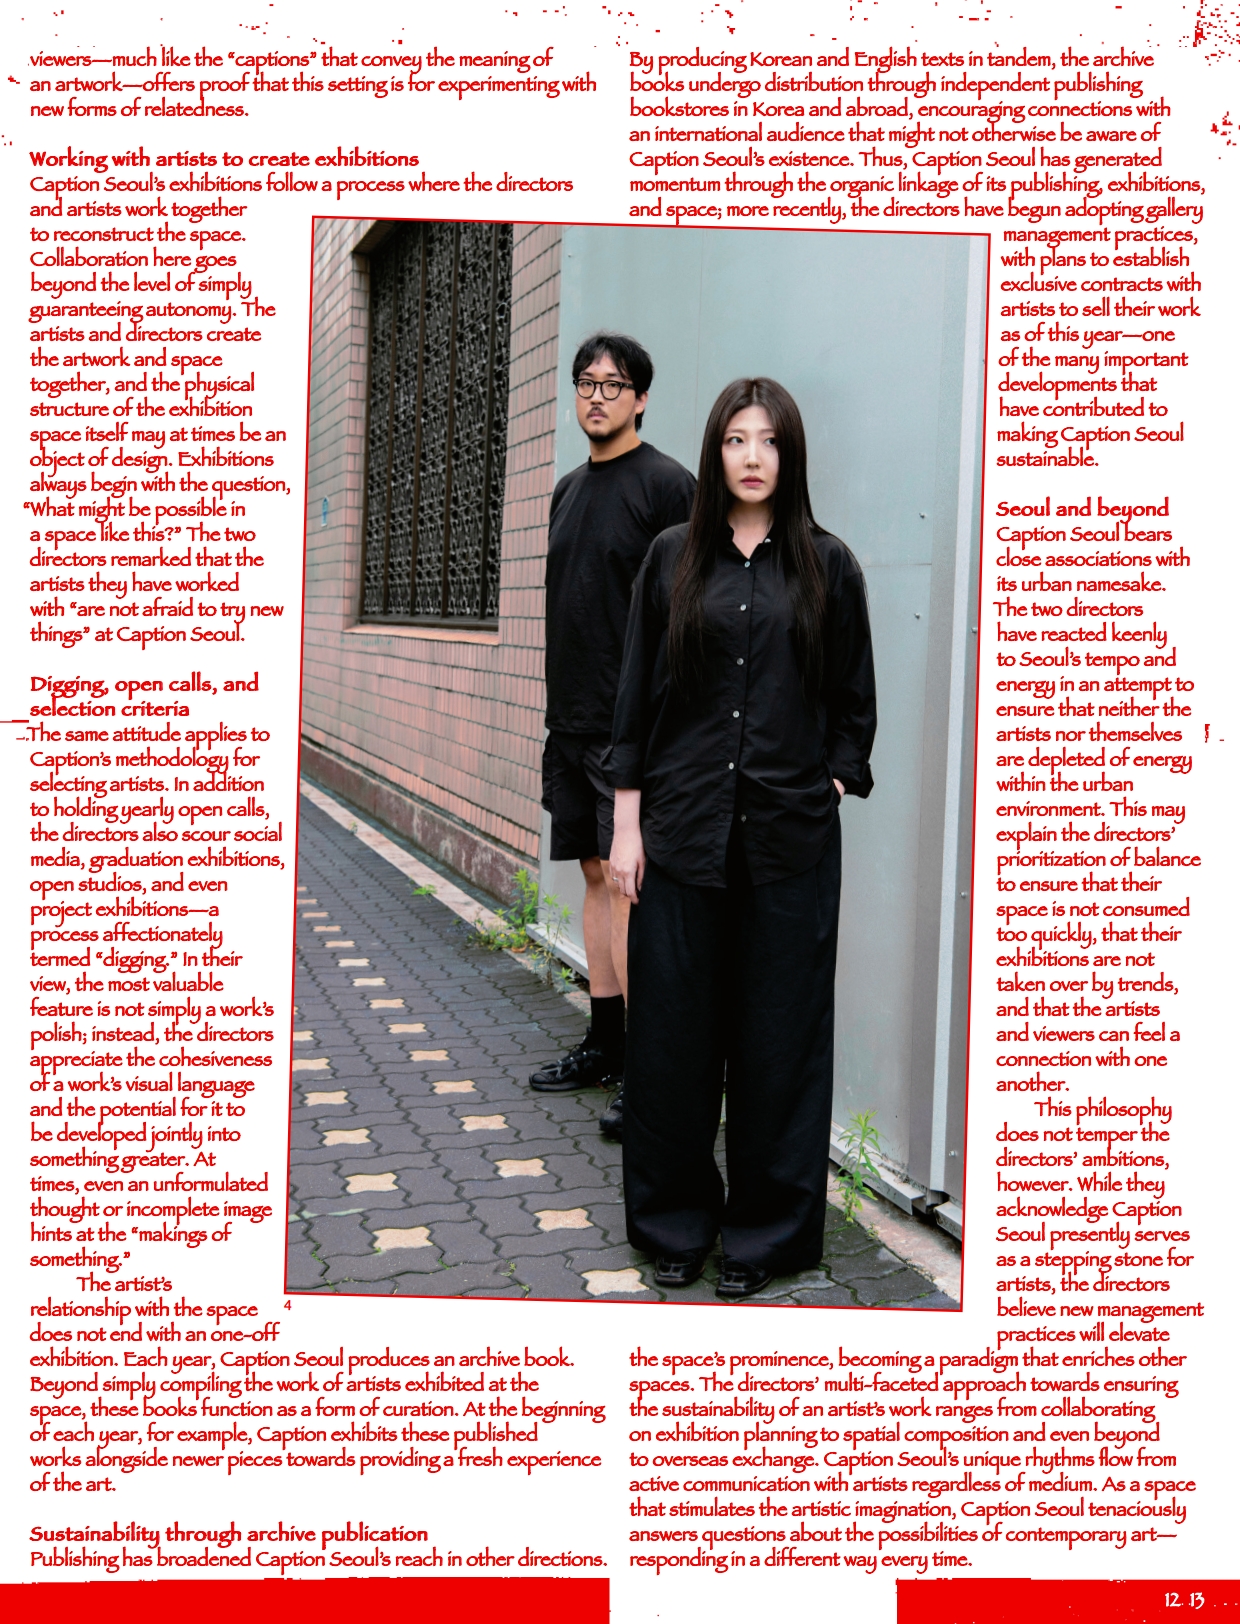 viewers—much like the “captions” that convey the meaning of
an artwork—offers proof that this setting is for experimenting with
new forms of relatedness.
Working with artists to create exhibitions
Caption Seoul’s exhibitions follow a process where the directors
and artists work together
to reconstruct the space.
Collaboration here goes
beyond the level of simply
guaranteeing autonomy. The
artists and directors create
the artwork and space
together, and the physical
structure of the exhibition
space itself may at times be an
object of design. Exhibitions
always begin with the question,
“What might be possible in
a space like this?” The two
directors remarked that the
artists they have worked
with “are not afraid to try new
things” at Caption Seoul.
Digging, open calls, and
selection criteria
The same attitude applies to
Caption’s methodology for
selecting artists. In addition
to holding yearly open calls,
the directors also scour social
media, graduation exhibitions,
open studios, and even
project exhibitions—a
process affectionately
termed “digging.” In their
view, the most valuable
feature is not simply a work’s
polish; instead, the directors
appreciate the cohesiveness
of a work’s visual language
and the potential for it to
be developed jointly into
something greater. At
times, even an unformulated
thought or incomplete image
hints at the “makings of
something.”
The artist’s
relationship with the space
does not end with an one-off
exhibition. Each year, Caption Seoul produces an archive book.
Beyond simply compiling the work of artists exhibited at the
space, these books function as a form of curation. At the beginning
of each year, for example, Caption exhibits these published
works alongside newer pieces towards providing a fresh experience
of the art.
Sustainability through archive publication
Publishing has broadened Caption Seoul’s reach in other directions.
By producing Korean and English texts in tandem, the archive
books undergo distribution through independent publishing
bookstores in Korea and abroad, encouraging connections with
an international audience that might not otherwise be aware of
Caption Seoul’s existence. Thus, Caption Seoul has generated
momentum through the organic linkage of its publishing, exhibitions,
and space; more recently, the directors have begun adopting gallery
management practices,
with plans to establish
exclusive contracts with
artists to sell their work
as of this year—one
of the many important
developments that
have contributed to
making Caption Seoul
sustainable.
Seoul and beyond
Caption Seoul bears
close associations with
its urban namesake.
The two directors
have reacted keenly
to Seoul’s tempo and
energy in an attempt to
ensure that neither the
artists nor themselves
are depleted of energy
within the urban
environment. This may
explain the directors’
prioritization of balance
to ensure that their
space is not consumed
too quickly, that their
exhibitions are not
taken over by trends,
and that the artists
and viewers can feel a
connection with one
another.
This philosophy
does not temper the
directors’ ambitions,
however. While they
acknowledge Caption
Seoul presently serves
as a stepping stone for
artists, the directors
believe new management
practices will elevate
the space’s prominence, becoming a paradigm that enriches other
spaces. The directors’ multi-faceted approach towards ensuring
the sustainability of an artist’s work ranges from collaborating
on exhibition planning to spatial composition and even beyond
to overseas exchange. Caption Seoul’s unique rhythms flow from
active communication with artists regardless of medium. As a space
that stimulates the artistic imagination, Caption Seoul tenaciously
answers questions about the possibilities of contemporary art—
responding in a different way every time.
4
12 13